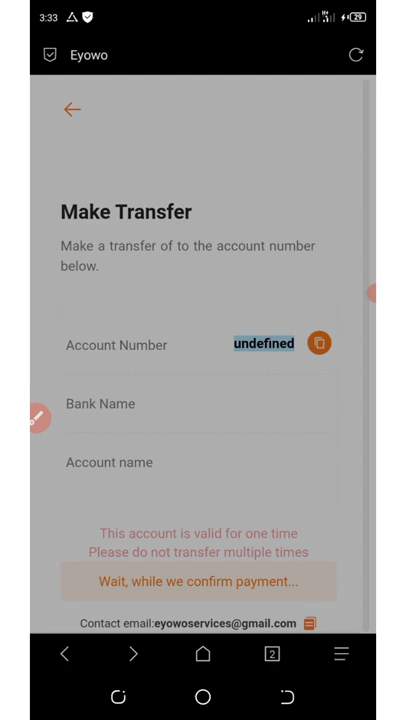 3:33 H+ 29
Eyowo
Make Transfer
Make a transfer of to the account number
below.
Account Number undefined
Bank Name
Account name
This account is valid for one time
Please do not transfer multiple times
Wait, while we confirm payment...
Contact email:eyowoservices@gmail.com
2